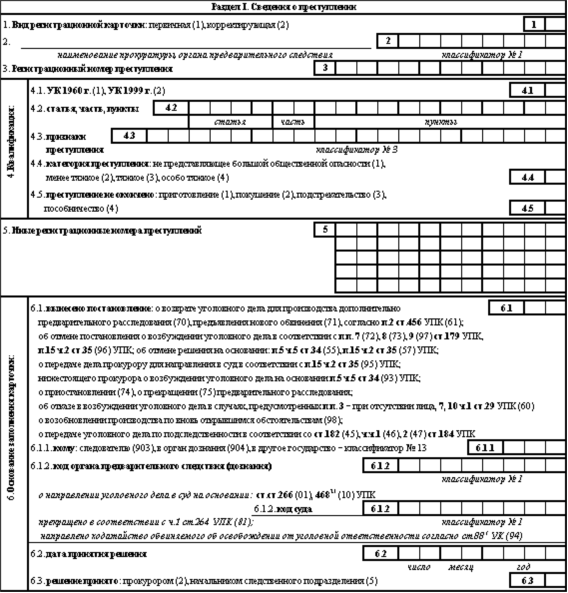 Раздел I. Сведения о преступлении
1. Вид регистрационной карточки: первичная (1), корректирующая (2) 1
2. 2
наименование прокуратуры, органа предварительного следствия классификатор № 1
3. Регистрационный номер преступления 3
4. Квалификация:
4.1. УК 1960 г. (1), УК 1999 г. (2) 4.1
4.2. статья, часть, пункты 4.2
статья часть пункты
4.3. признаки 4.3
преступления классификатор № 3
4.4. категория преступления: не представляющее большой общественной опасности (1),
менее тяжкое (2), тяжкое (3), особо тяжкое (4) 4.4
4.5. преступление не окончено: приготовление (1), покушение (2), подстрекательство (3),
пособничество (4) 4.5
5. Иные регистрационные номера преступлений 5
6. Основание заполнения карточки:
6.1. вынесено постановление: о возврате уголовного дела для производства дополнительно 6.1
предварительного расследования (70), предъявления нового обвинения (71), согласно п.2 ст.456 УПК (61);
об отмене постановления о возбуждении уголовного дела в соответствии с п.п. 7 (72), 8 (73), 9 (97) ст 179 УПК,
п.15 ч.2 ст 35 (96) УПК; об отмене решения на основании: п.5 ч.5 ст 34 (55), п.15 ч.2 ст 35 (57) УПК;
о передаче дела прокурору для направления в суд в соответствии с п.15 ч.2 ст 35 (95) УПК;
нижестоящего прокурора о возбуждении уголовного дела на основании п.5 ч.5 ст 34 (93) УПК;
о приостановлении (74), о прекращении (75) предварительного расследования;
об отказе в возбуждении уголовного дела в случаях, предусмотренных п.п. 3 – при отсутствии лица, 7, 10 ч.1 ст 29 УПК (60)
о возобновлении производства по вновь открывшимся обстоятельствам (98);
о передаче уголовного дела по подследственности в соответствии со ст 182 (45), ч.ч.1 (46), 2 (47) ст 184 УПК
6.1.1. кому: следователю (903), в орган дознания (904), в другое государство – классификатор № 13 6.1.1
6.1.2. код органа предварительного следствия (дознания) 6.1.2
классификатор № 1
о направлении уголовного дела в суд на основании: ст.ст 266 (01), (10) УПК
6.1.2. код суда 6.1.2
прекращено в соответствии с ч.1 ст.264 УПК (81); классификатор № 1
направлено ходатайство обвиняемого об освобождении от уголовной ответственности согласно ст.88¹ УК (94)
6.2. дата принятия решения 6.2
число месяц год
6.3. решение принято: прокурором (2), начальником следственного подразделения (5) 6.3